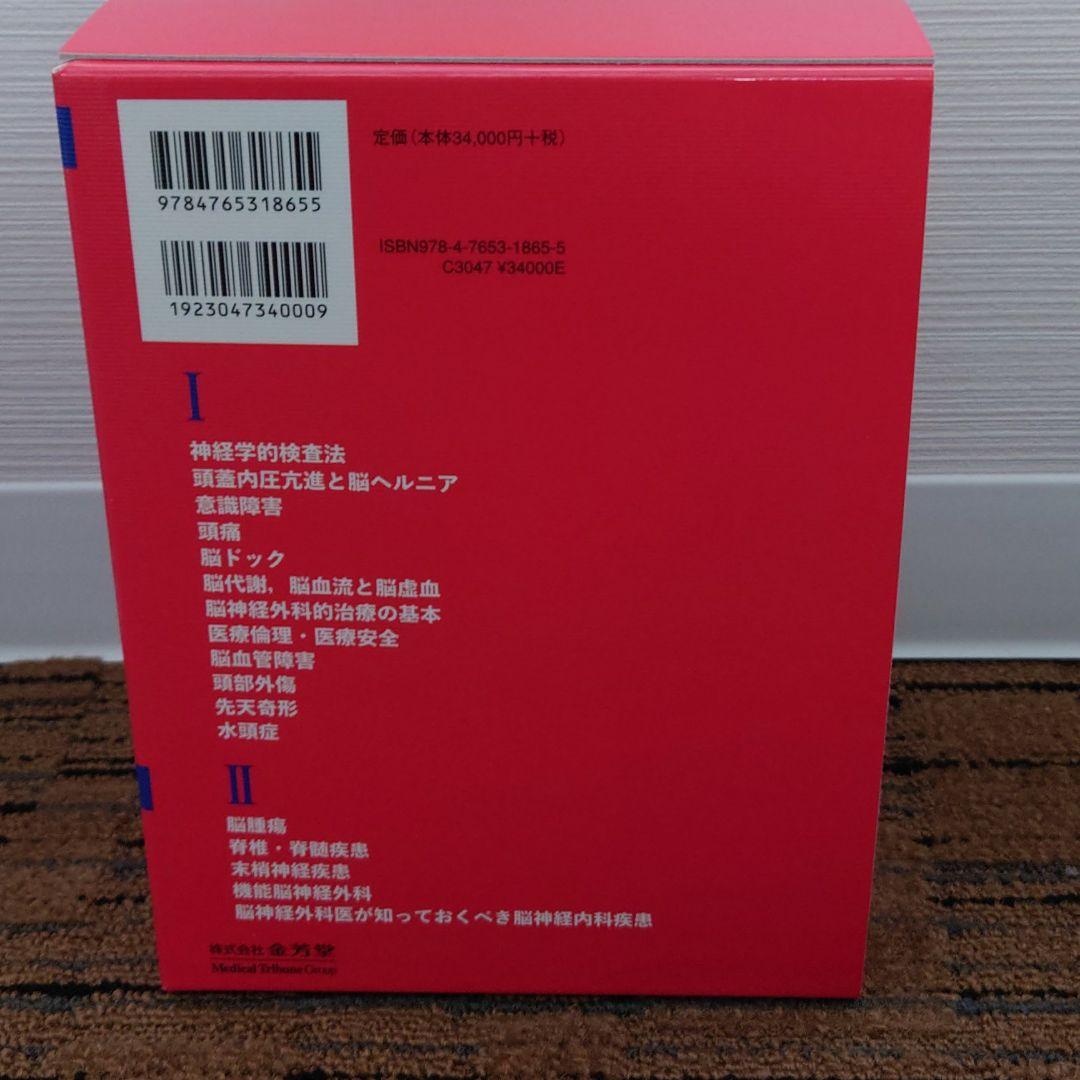 定価(本体34,000円+税)
9784765318655
ISBN978-4-7653-1865-5
C3047 ¥34000E
1923047340009
I
神経学的検査法
頭蓋内圧亢進と脳ヘルニア
意識障害
頭痛
脳ドック
脳代謝, 脳血流と脳虚血
脳神経外科的治療の基本
医療倫理・医療安全
脳血管障害
頭部外傷
先天奇形
水頭症
II
脳腫瘍
脊椎・脊髄疾患
末梢神経疾患
機能脳神経外科
脳神経外科医が知っておくべき脳神経内科疾患
株式会社 金芳堂
Medical Tribune Group